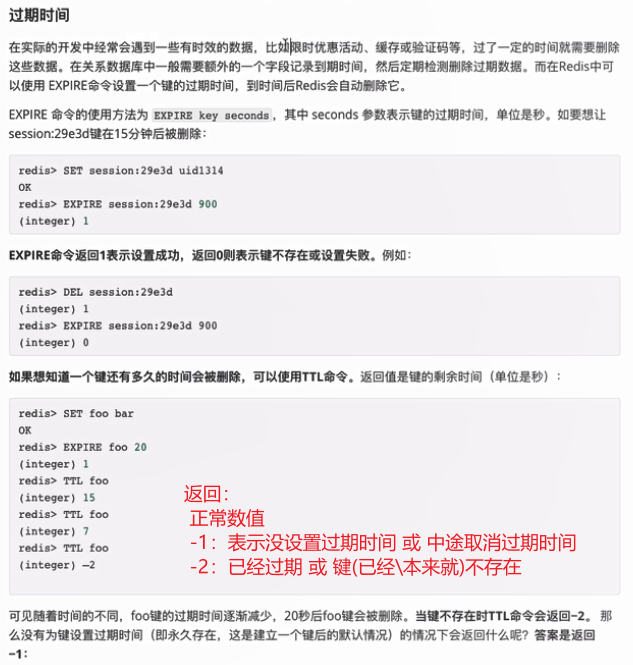 过期时间
在实际的开发中经常会遇到一些有时效的数据，比如限时优惠活动、缓存或验证码等，过了一定的时间就需要删除
这些数据。在关系数据库中一般需要额外的一个字段记录到期时间，然后定期检测删除过期数据。而在Redis中可
以使用 EXPIRE命令设置一个键的过期时间，到时间后Redis会自动删除它。
EXPIRE 命令的使用方法为 EXPIRE key seconds，其中 seconds 参数表示键的过期时间，单位是秒。如要想让
session:29e3d键在15分钟后被删除：
redis> SET session:29e3d uid1314
OK
redis> EXPIRE session:29e3d 900
(integer) 1
EXPIRE命令返回1表示设置成功，返回0则表示键不存在或设置失败。例如：
redis> DEL session:29e3d
(integer) 1
redis> EXPIRE session:29e3d 900
(integer) 0
如果想知道一个键还有多久的时间会被删除，可以使用TTL命令。返回值是键的剩余时间（单位是秒）：
redis> SET foo bar
OK
redis> EXPIRE foo 20
(integer) 1
redis> TTL foo
(integer) 15
redis> TTL foo
(integer) 7
redis> TTL foo
(integer) –2
返回：
正常数值
-1：表示没设置过期时间 或 中途取消过期时间
-2：已经过期 或 键(已经\本来就)不存在
可见随着时间的不同，foo键的过期时间逐渐减少，20秒后foo键会被删除。当键不存在时TTL命令会返回–2。 那
么没有为键设置过期时间（即永久存在，这是建立一个键后的默认情况）的情况下会返回什么呢？答案是返回
–1：